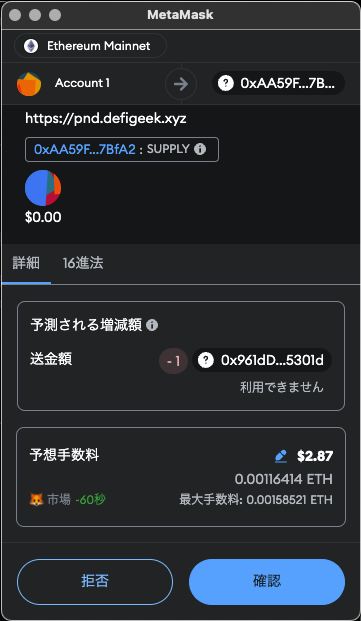 MetaMask
Ethereum Mainnet
Account 1
? 0xAA59F...7B...
https://pnd.defigeek.xyz
0xAA59F...7BfA2 : SUPPLY
$0.00
詳細 16進法
予測される増減額
送金額 - 1 ? 0x961dD...5301d
利用できません
予想手数料 $2.87
0.00116414 ETH
市場 -60秒 最大手数料: 0.00158521 ETH
拒否 確認